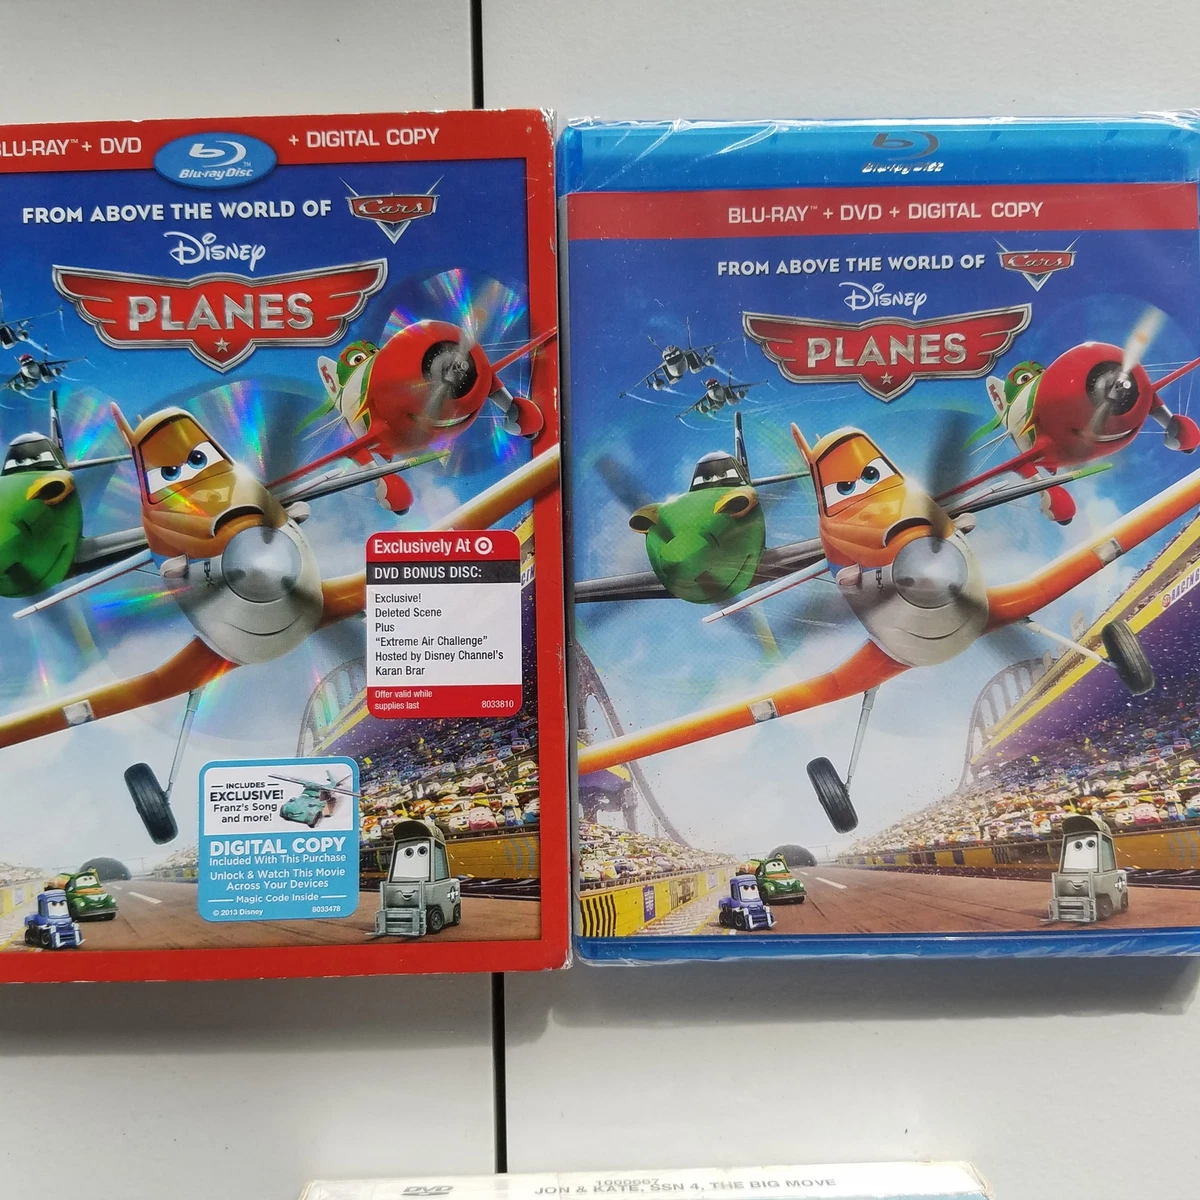 BLU-RAY™ + DVD
Blu-ray Disc™
+ DIGITAL COPY
FROM ABOVE THE WORLD OF Cars
Disney
PLANES
5
Exclusively At
DVD BONUS DISC:
Exclusive!
Deleted Scene
Plus
“Extreme Air Challenge”
Hosted by Disney Channel’s
Karan Brar
Offer valid while
supplies last 8033810
INCLUDES
EXCLUSIVE!
Franz's Song
and more!
DIGITAL COPY
Included With This Purchase
Unlock & Watch This Movie
Across Your Devices
Magic Code Inside
© 2013 Disney 8033478
Blu-ray Disc
BLU-RAY™ + DVD + DIGITAL COPY
FROM ABOVE THE WORLD OF Cars
Disney
PLANES
RACING
DVD
1000667
JON & KATE, SSN 4, THE BIG MOVE